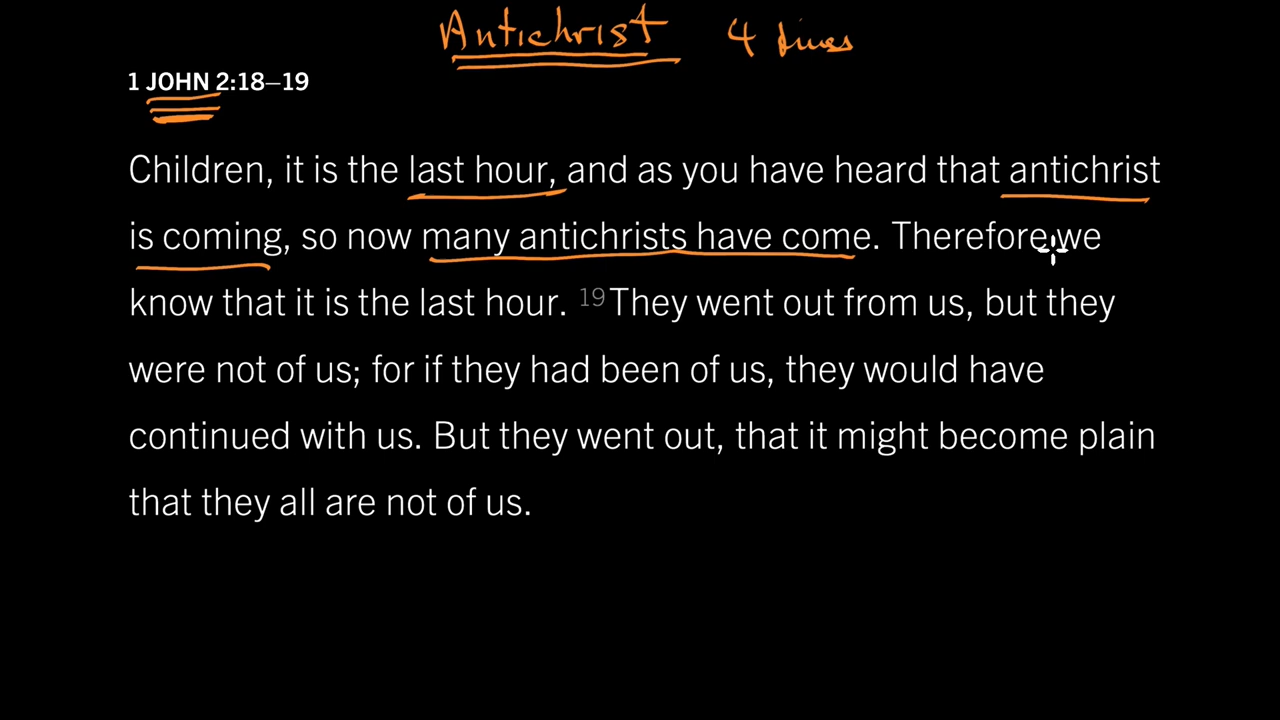 Antichrist 4 times
1 JOHN 2:18–19
Children, it is the last hour, and as you have heard that antichrist
is coming, so now many antichrists have come. Therefore we
know that it is the last hour. 19 They went out from us, but they
were not of us; for if they had been of us, they would have
continued with us. But they went out, that it might become plain
that they all are not of us.